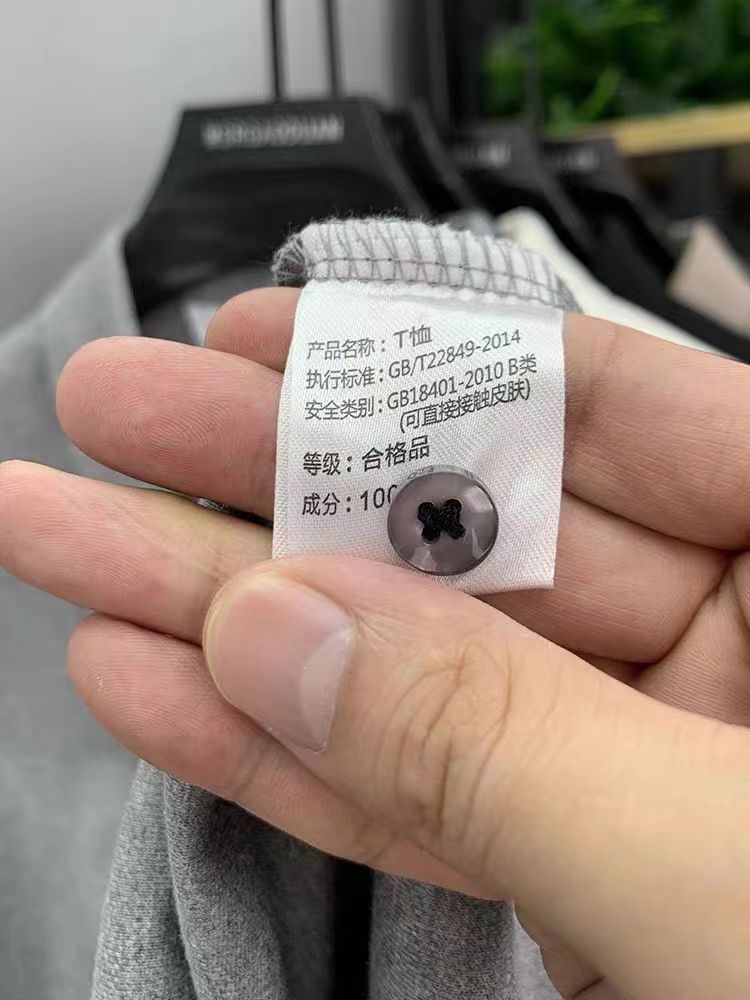 产品名称：T恤
执行标准：GB/T22849-2014
安全类别：GB18401-2010 B类
(可直接接触皮肤)
等级：合格品
成分：100